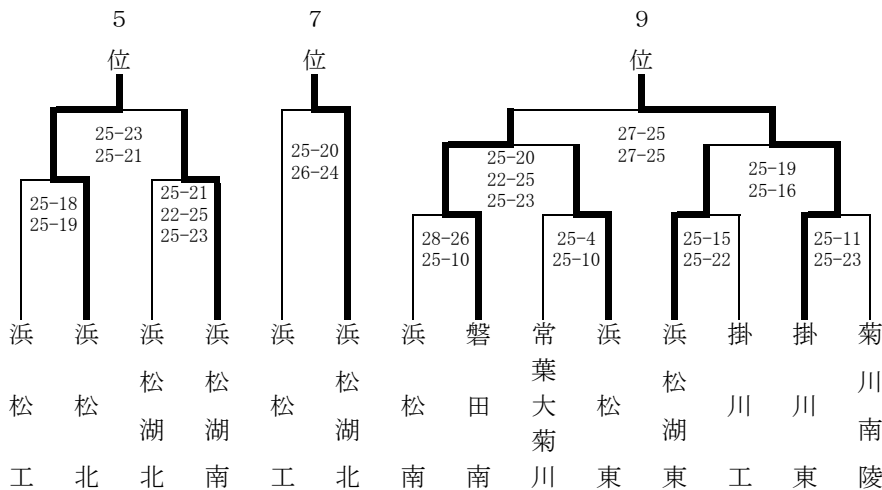 5位
7位
9位
25-23
25-21
25-18
25-19
25-21
22-25
25-23
25-20
26-24
27-25
27-25
25-20
22-25
25-23
25-19
25-16
28-26
25-10
25-4
25-10
25-15
25-22
25-11
25-23
浜松工
浜松北
浜松湖北
浜松湖南
浜松工
浜松湖北
浜松南
磐田南
常葉大菊川
浜松東
浜松湖東
掛川工
掛川東
菊川南陵